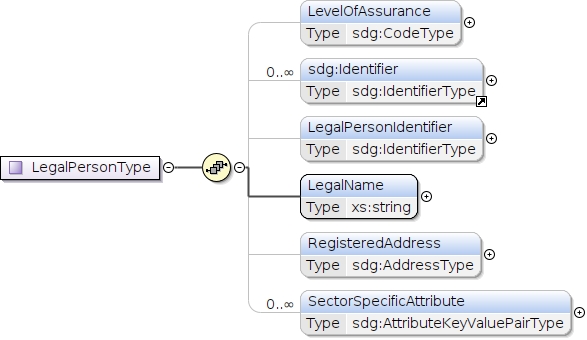 LevelOfAssurance
Type sdg:CodeType
0..∞
sdg:Identifier
Type sdg:IdentifierType
LegalPersonIdentifier
Type sdg:IdentifierType
LegalPersonType
LegalName
Type xs:string
RegisteredAddress
Type sdg:AddressType
0..∞
SectorSpecificAttribute
Type sdg:AttributeKeyValuePairType